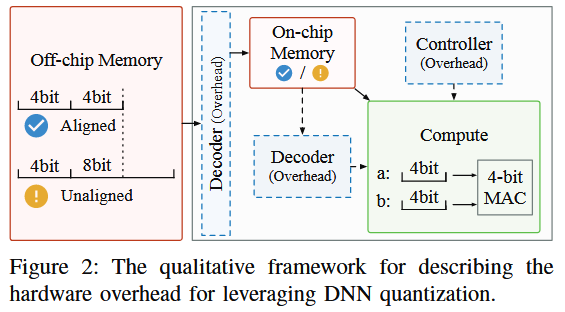 Off-chip Memory
4bit 4bit
Aligned
4bit 8bit
! Unaligned
Decoder (Overhead)
On-chip
Memory
/ !
Decoder
(Overhead)
Controller
(Overhead)
Compute
a: 4bit
b: 4bit
4-bit
MAC
Figure 2: The qualitative framework for describing the
hardware overhead for leveraging DNN quantization.